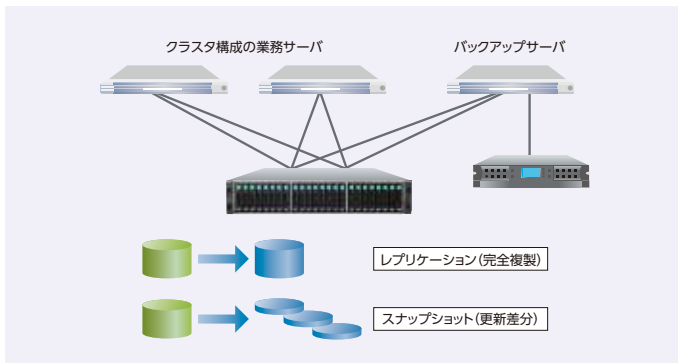 クラスタ構成の業務サーバ
バックアップサーバ
レプリケーション(完全複製)
スナップショット(更新差分)